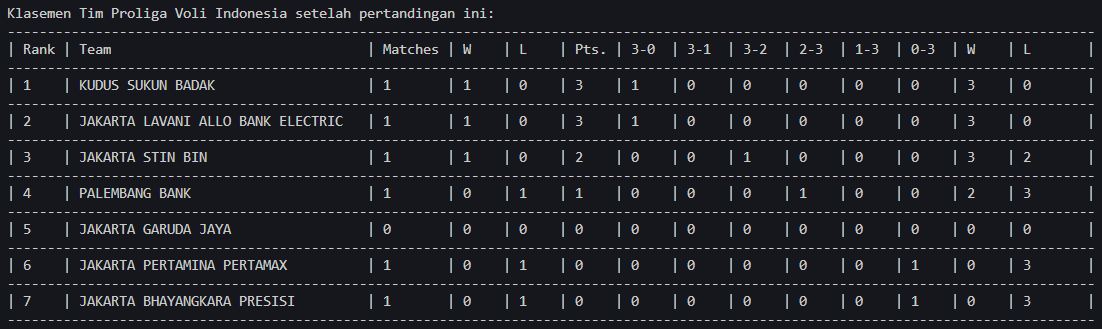 Klasemen Tim Proliga Voli Indonesia setelah pertandingan ini:
| Rank | Team | Matches | W | L | Pts. | 3-0 | 3-1 | 3-2 | 2-3 | 1-3 | 0-3 | W | L |
| 1 | KUDUS SUKUN BADAK | 1 | 1 | 0 | 3 | 1 | 0 | 0 | 0 | 0 | 0 | 3 | 0 |
| 2 | JAKARTA LAVANI ALLO BANK ELECTRIC | 1 | 1 | 0 | 3 | 1 | 0 | 0 | 0 | 0 | 0 | 3 | 0 |
| 3 | JAKARTA STIN BIN | 1 | 1 | 0 | 2 | 0 | 0 | 1 | 0 | 0 | 0 | 3 | 2 |
| 4 | PALEMBANG BANK | 1 | 0 | 1 | 1 | 0 | 0 | 0 | 1 | 0 | 0 | 2 | 3 |
| 5 | JAKARTA GARUDA JAYA | 0 | 0 | 0 | 0 | 0 | 0 | 0 | 0 | 0 | 0 | 0 | 0 |
| 6 | JAKARTA PERTAMINA PERTAMAX | 1 | 0 | 1 | 0 | 0 | 0 | 0 | 0 | 0 | 1 | 0 | 3 |
| 7 | JAKARTA BHAYANGKARA PRESISI | 1 | 0 | 1 | 0 | 0 | 0 | 0 | 0 | 0 | 1 | 0 | 3 |